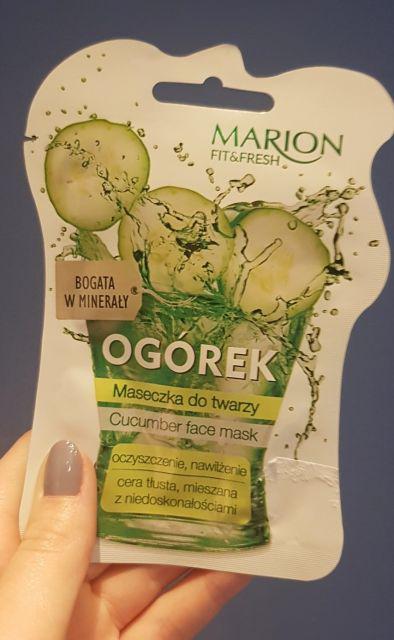 MARION
FIT&FRESH
BOGATA
W MINERAŁY
OGÓREK
Maseczka do twarzy
Cucumber face mask
oczyszczenie, nawilżenie
cera tłusta, mieszana
z niedoskonałościami